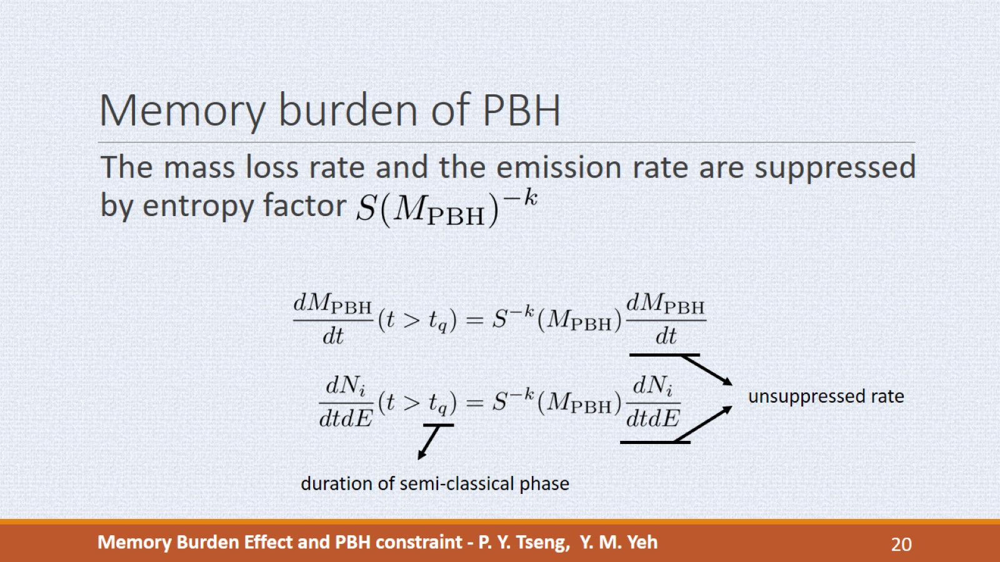 Memory burden of PBH
The mass loss rate and the emission rate are suppressed
by entropy factor $S(M_{\mathrm{PBH}})^{-k}$
$\frac{dM_{\mathrm{PBH}}}{dt}(t > t_q) = S^{-k}(M_{\mathrm{PBH}})\frac{dM_{\mathrm{PBH}}}{dt}$
$\frac{dN_i}{dtdE}(t > t_q) = S^{-k}(M_{\mathrm{PBH}})\frac{dN_i}{dtdE}$
unsuppressed rate
duration of semi-classical phase
Memory Burden Effect and PBH constraint - P. Y. Tseng, Y. M. Yeh
20